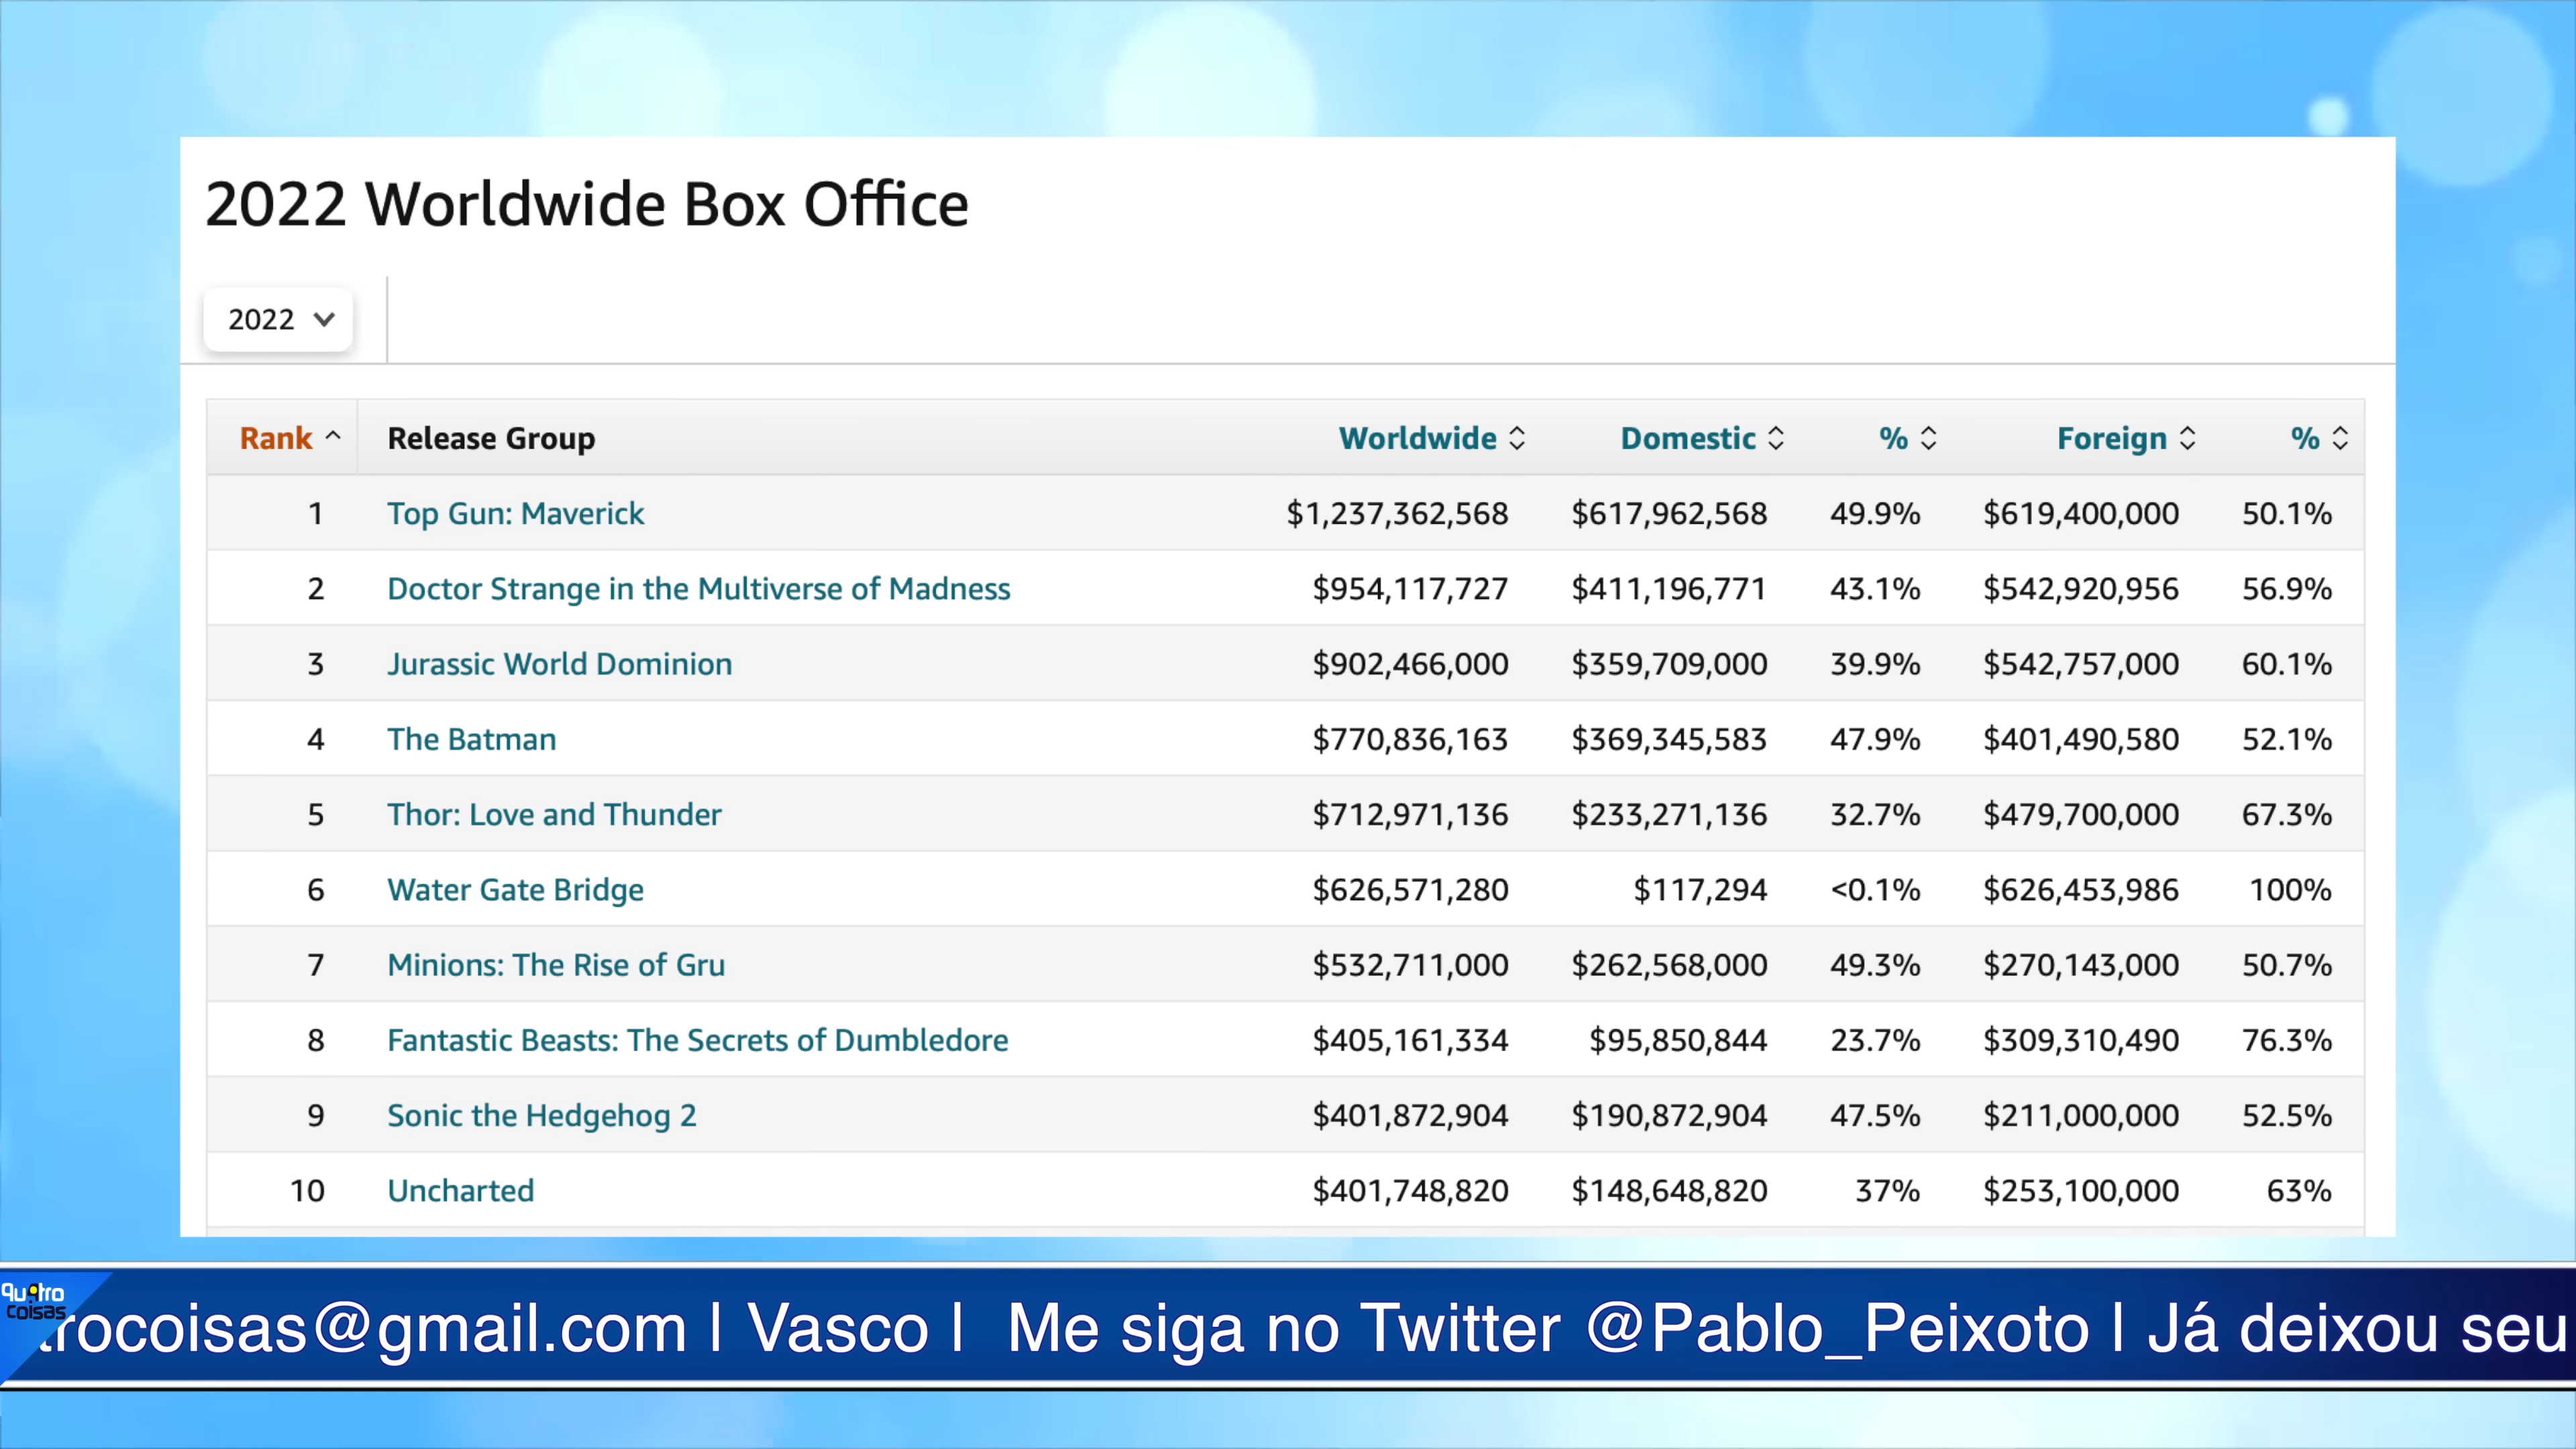 2022 Worldwide Box Office
2022
Rank Release Group Worldwide Domestic % Foreign %
1 Top Gun: Maverick $1,237,362,568 $617,962,568 49.9% $619,400,000 50.1%
2 Doctor Strange in the Multiverse of Madness $954,117,727 $411,196,771 43.1% $542,920,956 56.9%
3 Jurassic World Dominion $902,466,000 $359,709,000 39.9% $542,757,000 60.1%
4 The Batman $770,836,163 $369,345,583 47.9% $401,490,580 52.1%
5 Thor: Love and Thunder $712,971,136 $233,271,136 32.7% $479,700,000 67.3%
6 Water Gate Bridge $626,571,280 $117,294 <0.1% $626,453,986 100%
7 Minions: The Rise of Gru $532,711,000 $262,568,000 49.3% $270,143,000 50.7%
8 Fantastic Beasts: The Secrets of Dumbledore $405,161,334 $95,850,844 23.7% $309,310,490 76.3%
9 Sonic the Hedgehog 2 $401,872,904 $190,872,904 47.5% $211,000,000 52.5%
10 Uncharted $401,748,820 $148,648,820 37% $253,100,000 63%
quatro
coisas
rocoisas@gmail.com | Vasco | Me siga no Twitter @Pablo_Peixoto | Já deixou seu